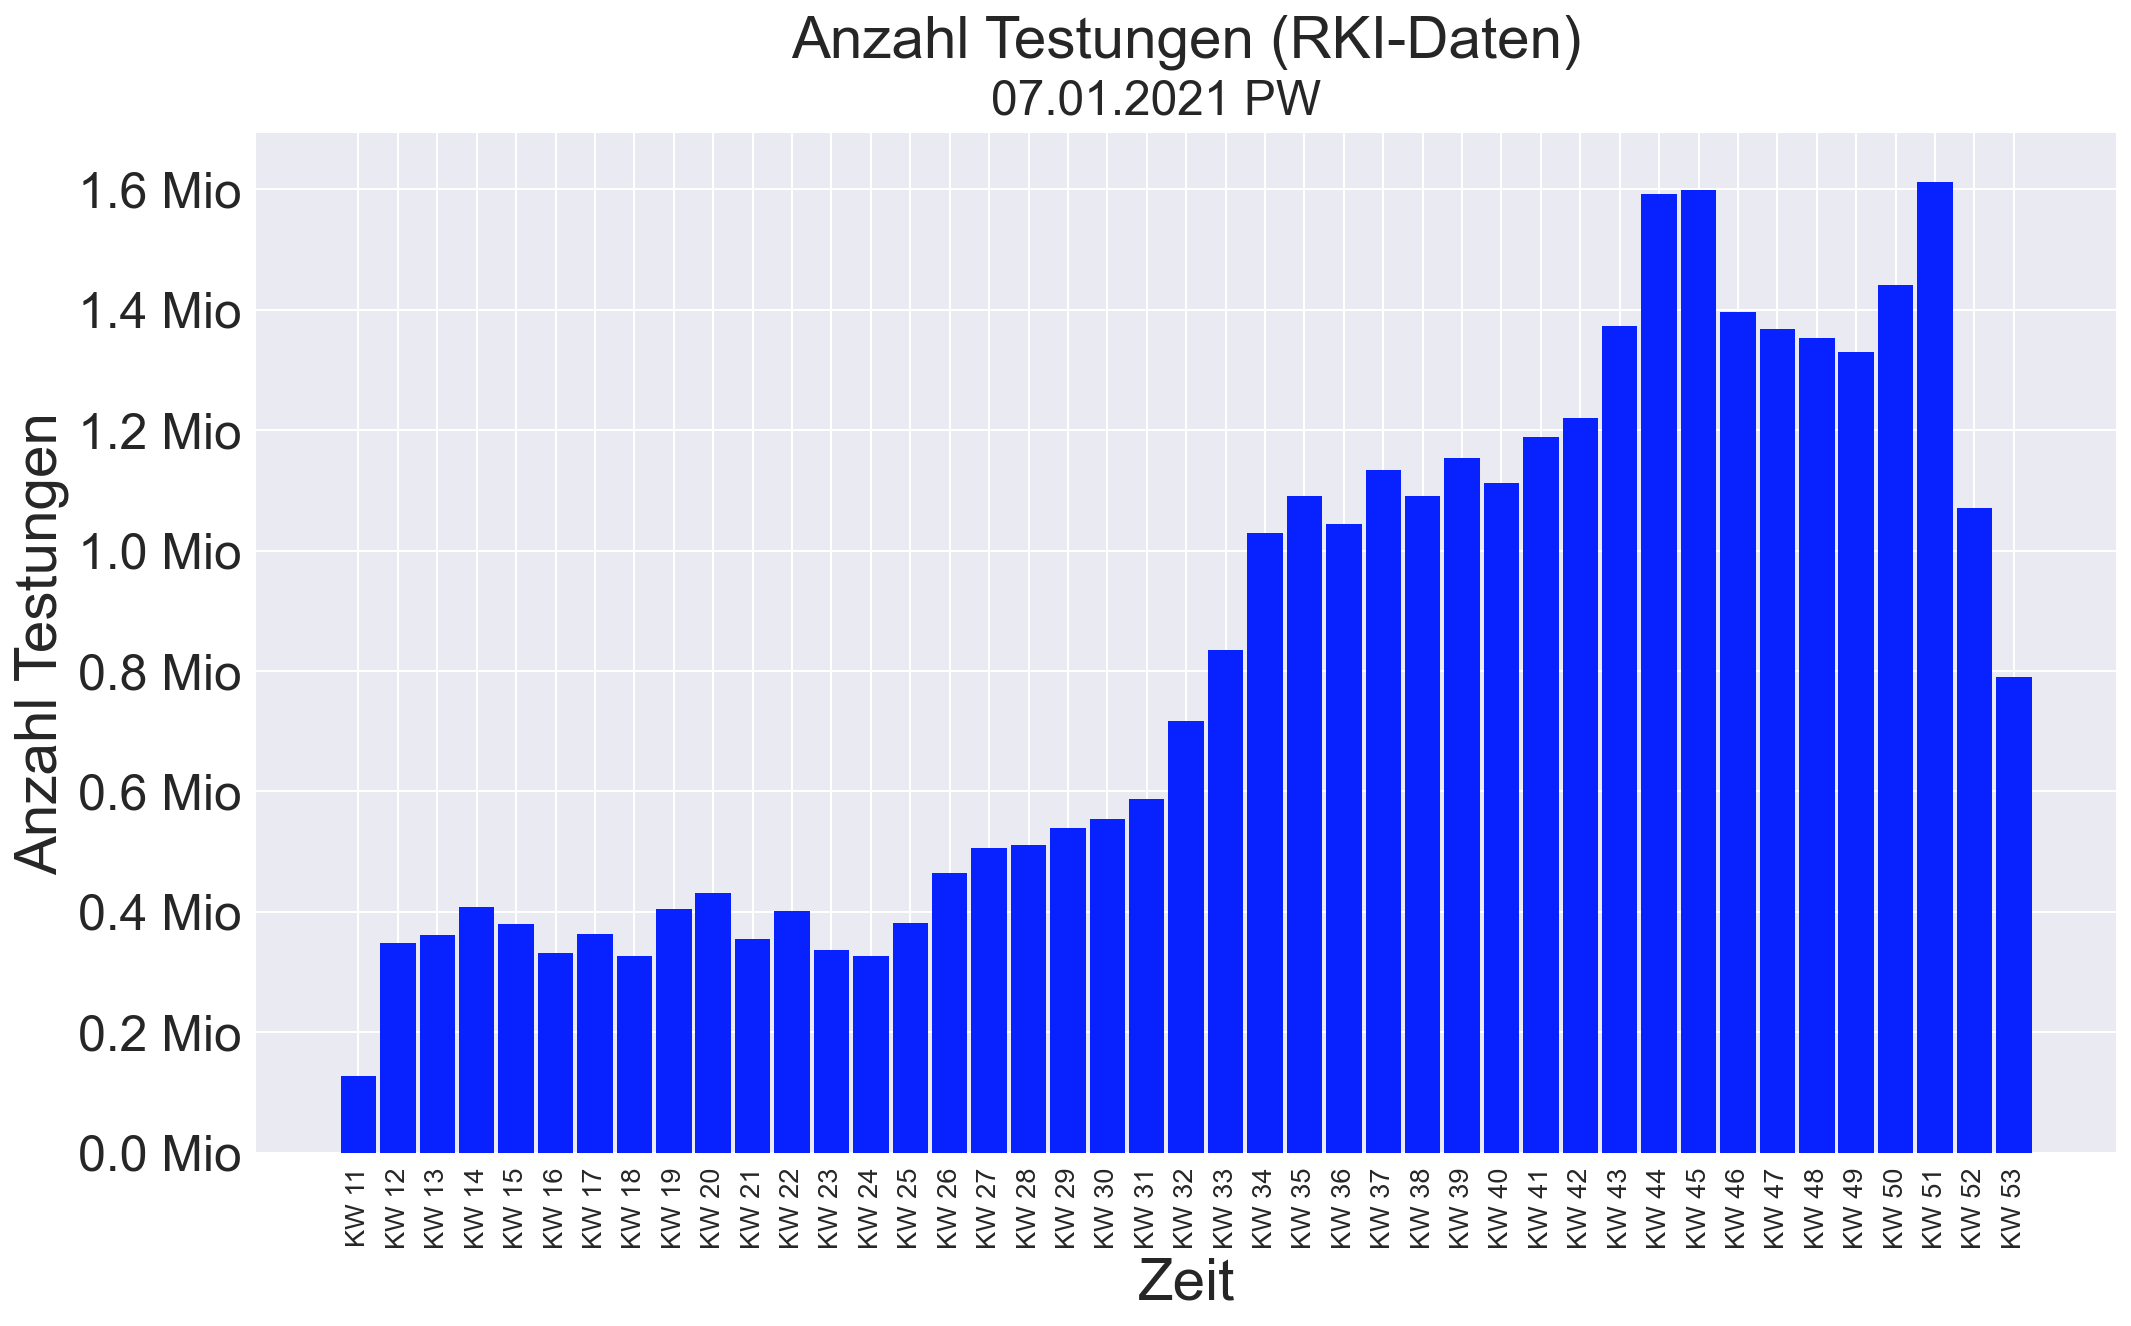 Anzahl Testungen (RKI-Daten)
07.01.2021 PW
Anzahl Testungen
1.6 Mio
1.4 Mio
1.2 Mio
1.0 Mio
0.8 Mio
0.6 Mio
0.4 Mio
0.2 Mio
0.0 Mio
KW 11
KW 12
KW 13
KW 14
KW 15
KW 16
KW 17
KW 18
KW 19
KW 20
KW 21
KW 22
KW 23
KW 24
KW 25
KW 26
KW 27
KW 28
KW 29
KW 30
KW 31
KW 32
KW 33
KW 34
KW 35
KW 36
KW 37
KW 38
KW 39
KW 40
KW 41
KW 42
KW 43
KW 44
KW 45
KW 46
KW 47
KW 48
KW 49
KW 50
KW 51
KW 52
KW 53
Zeit